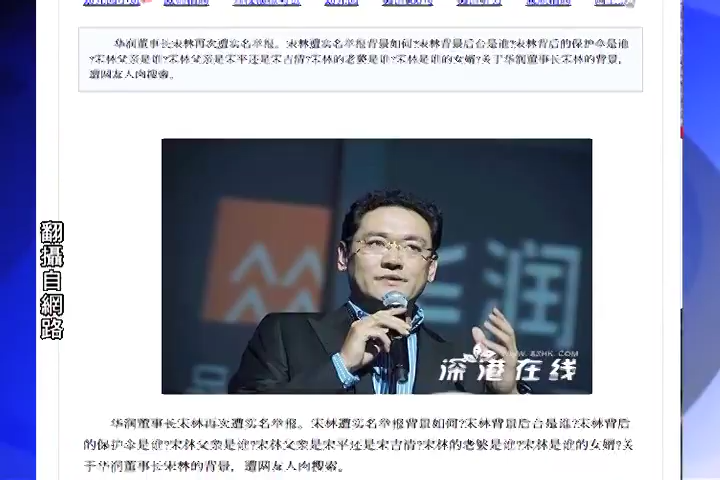 华润董事长宋林再次遭实名举报。宋林遭实名举报背景如何?宋林背景后台是谁?宋林背后的保护伞是谁
?宋林父亲是谁?宋林父亲是宋平还是宋吉清?宋林的老婆是谁?宋林是谁的女婿?关于华润董事长宋林的背景，
遭网友人肉搜索。
翻攝自網路
华润
WWW.SZHK.COM
深港在线
华润董事长宋林再次遭实名举报。宋林遭实名举报背景如何?宋林背景后台是谁?宋林背后
的保护伞是谁?宋林父亲是谁?宋林父亲是宋平还是宋吉清?宋林的老婆是谁?宋林是谁的女婿?关
于华润董事长宋林的背景，遭网友人肉搜索。